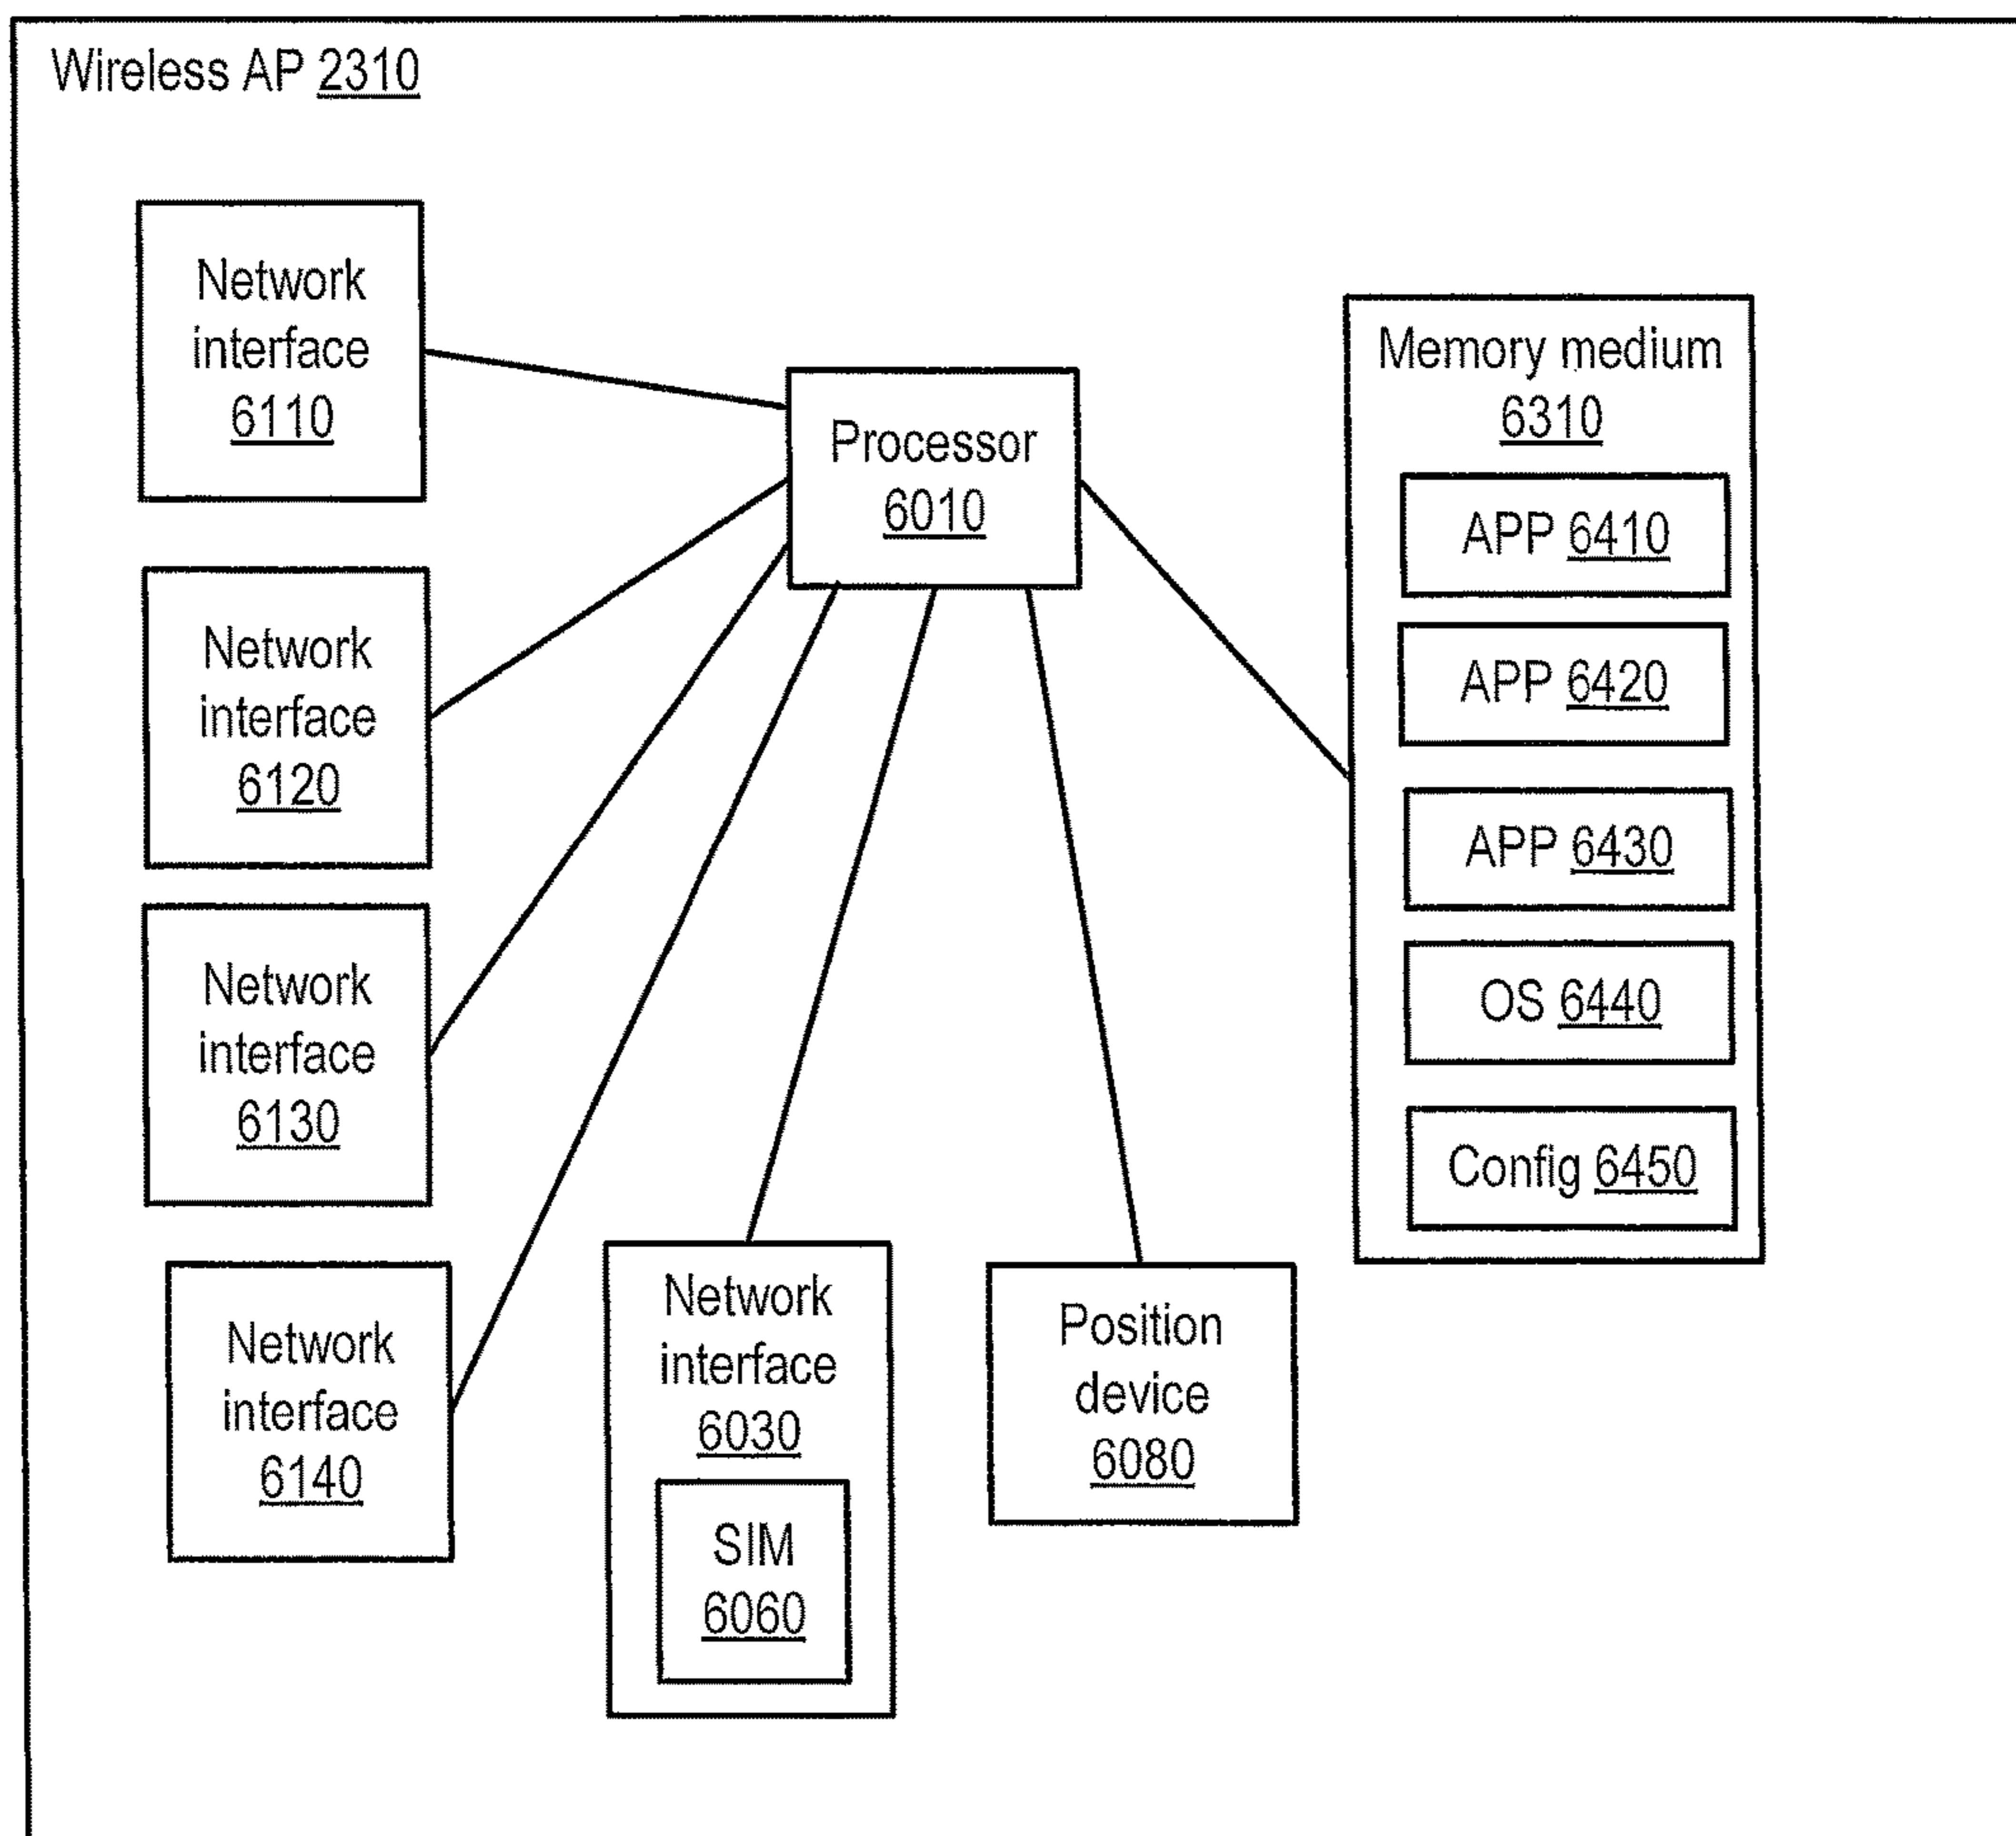 Wireless AP 2310
Network
interface
6110
Network
interface
6120
Network
interface
6130
Network
interface
6140
Processor
6010
Network
interface
6030
SIM
6060
Position
device
6080
Memory medium
6310
APP 6410
APP 6420
APP 6430
OS 6440
Config 6450